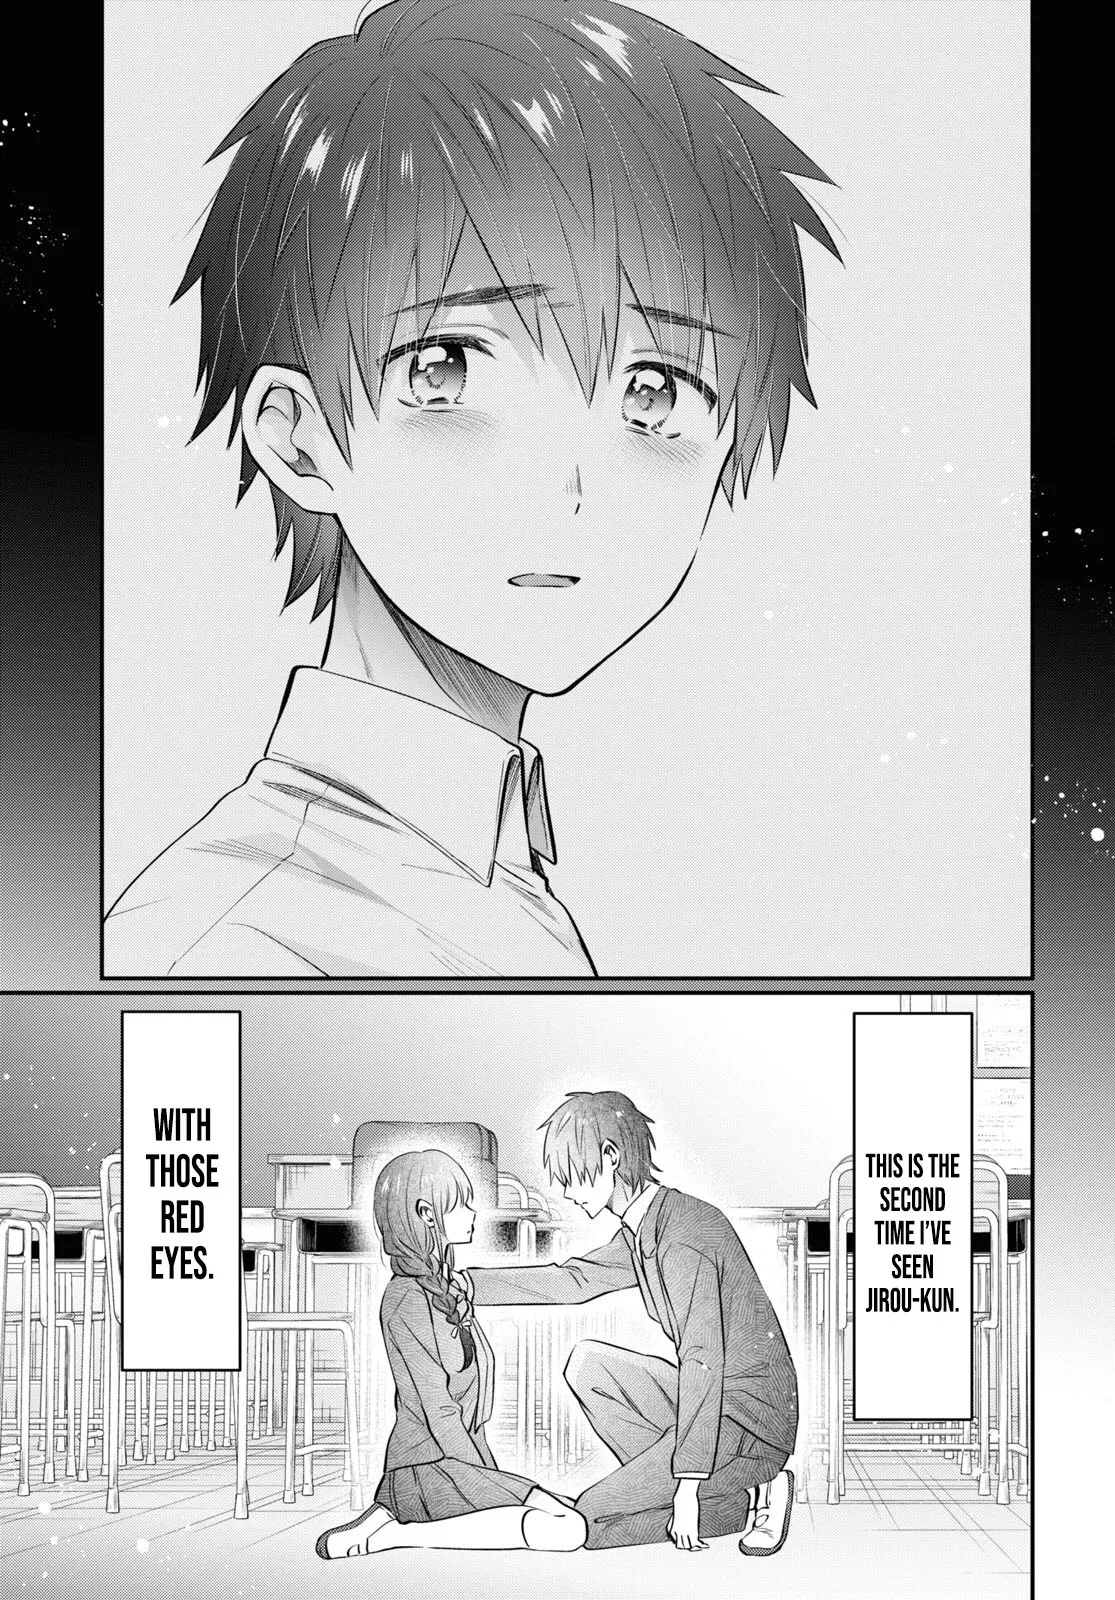 THIS IS THE
SECOND
TIME I'VE
SEEN
JIROU-KUN.
WITH
THOSE
RED
EYES.